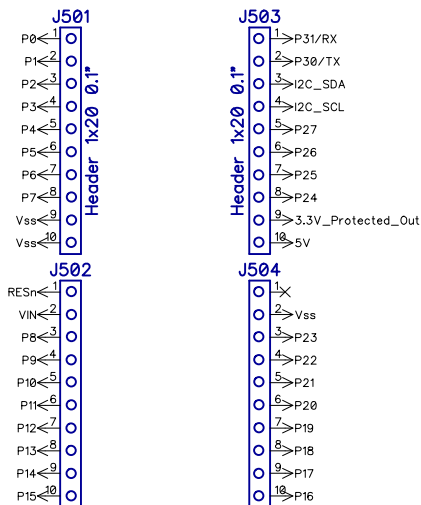 J501
P0 1
P1 2
P2 3
P3 4
P4 5
P5 6
P6 7
P7 8
Vss 9
Vss 10
Header 1x20 0.1"
J503
1 P31/RX
2 P30/TX
3 I2C_SDA
4 I2C_SCL
5 P27
6 P26
7 P25
8 P24
9 3.3V_Protected_Out
10 5V
Header 1x20 0.1"
J502
RESn 1
VIN 2
P8 3
P9 4
P10 5
P11 6
P12 7
P13 8
P14 9
P15 10
J504
1
2 Vss
3 P23
4 P22
5 P21
6 P20
7 P19
8 P18
9 P17
10 P16